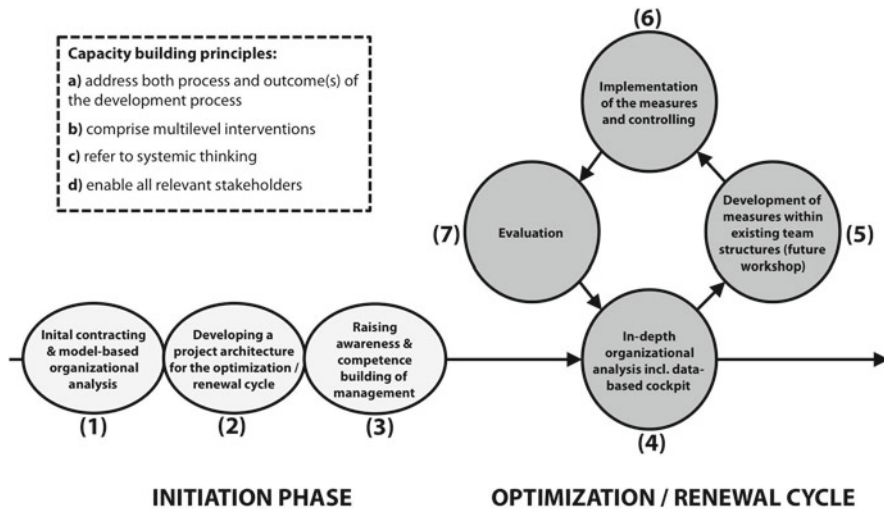 Capacity building principles:
a) address both process and outcome(s) of
the development process
b) comprise multilevel interventions
c) refer to systemic thinking
d) enable all relevant stakeholders
(6)
Implementation
of the measures
and controlling
(7)
Evaluation
Development of
measures within
existing team
structures (future
workshop)
(5)
Inital contracting
& model-based
organizational
analysis
(1)
Developing a
project architecture
for the optimization /
renewal cycle
(2)
Raising
awareness &
competence
building of
management
(3)
In-depth
organizational
analysis incl. data-
based cockpit
(4)
INITIATION PHASE
OPTIMIZATION / RENEWAL CYCLE